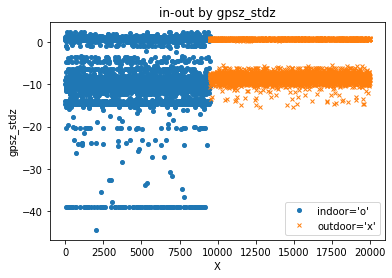 in-out by gpsz_stdz
gpsz_stdz
0
−10
−20
−30
−40
0 2500 5000 7500 10000 12500 15000 17500 20000
X
indoor='o'
outdoor='x'